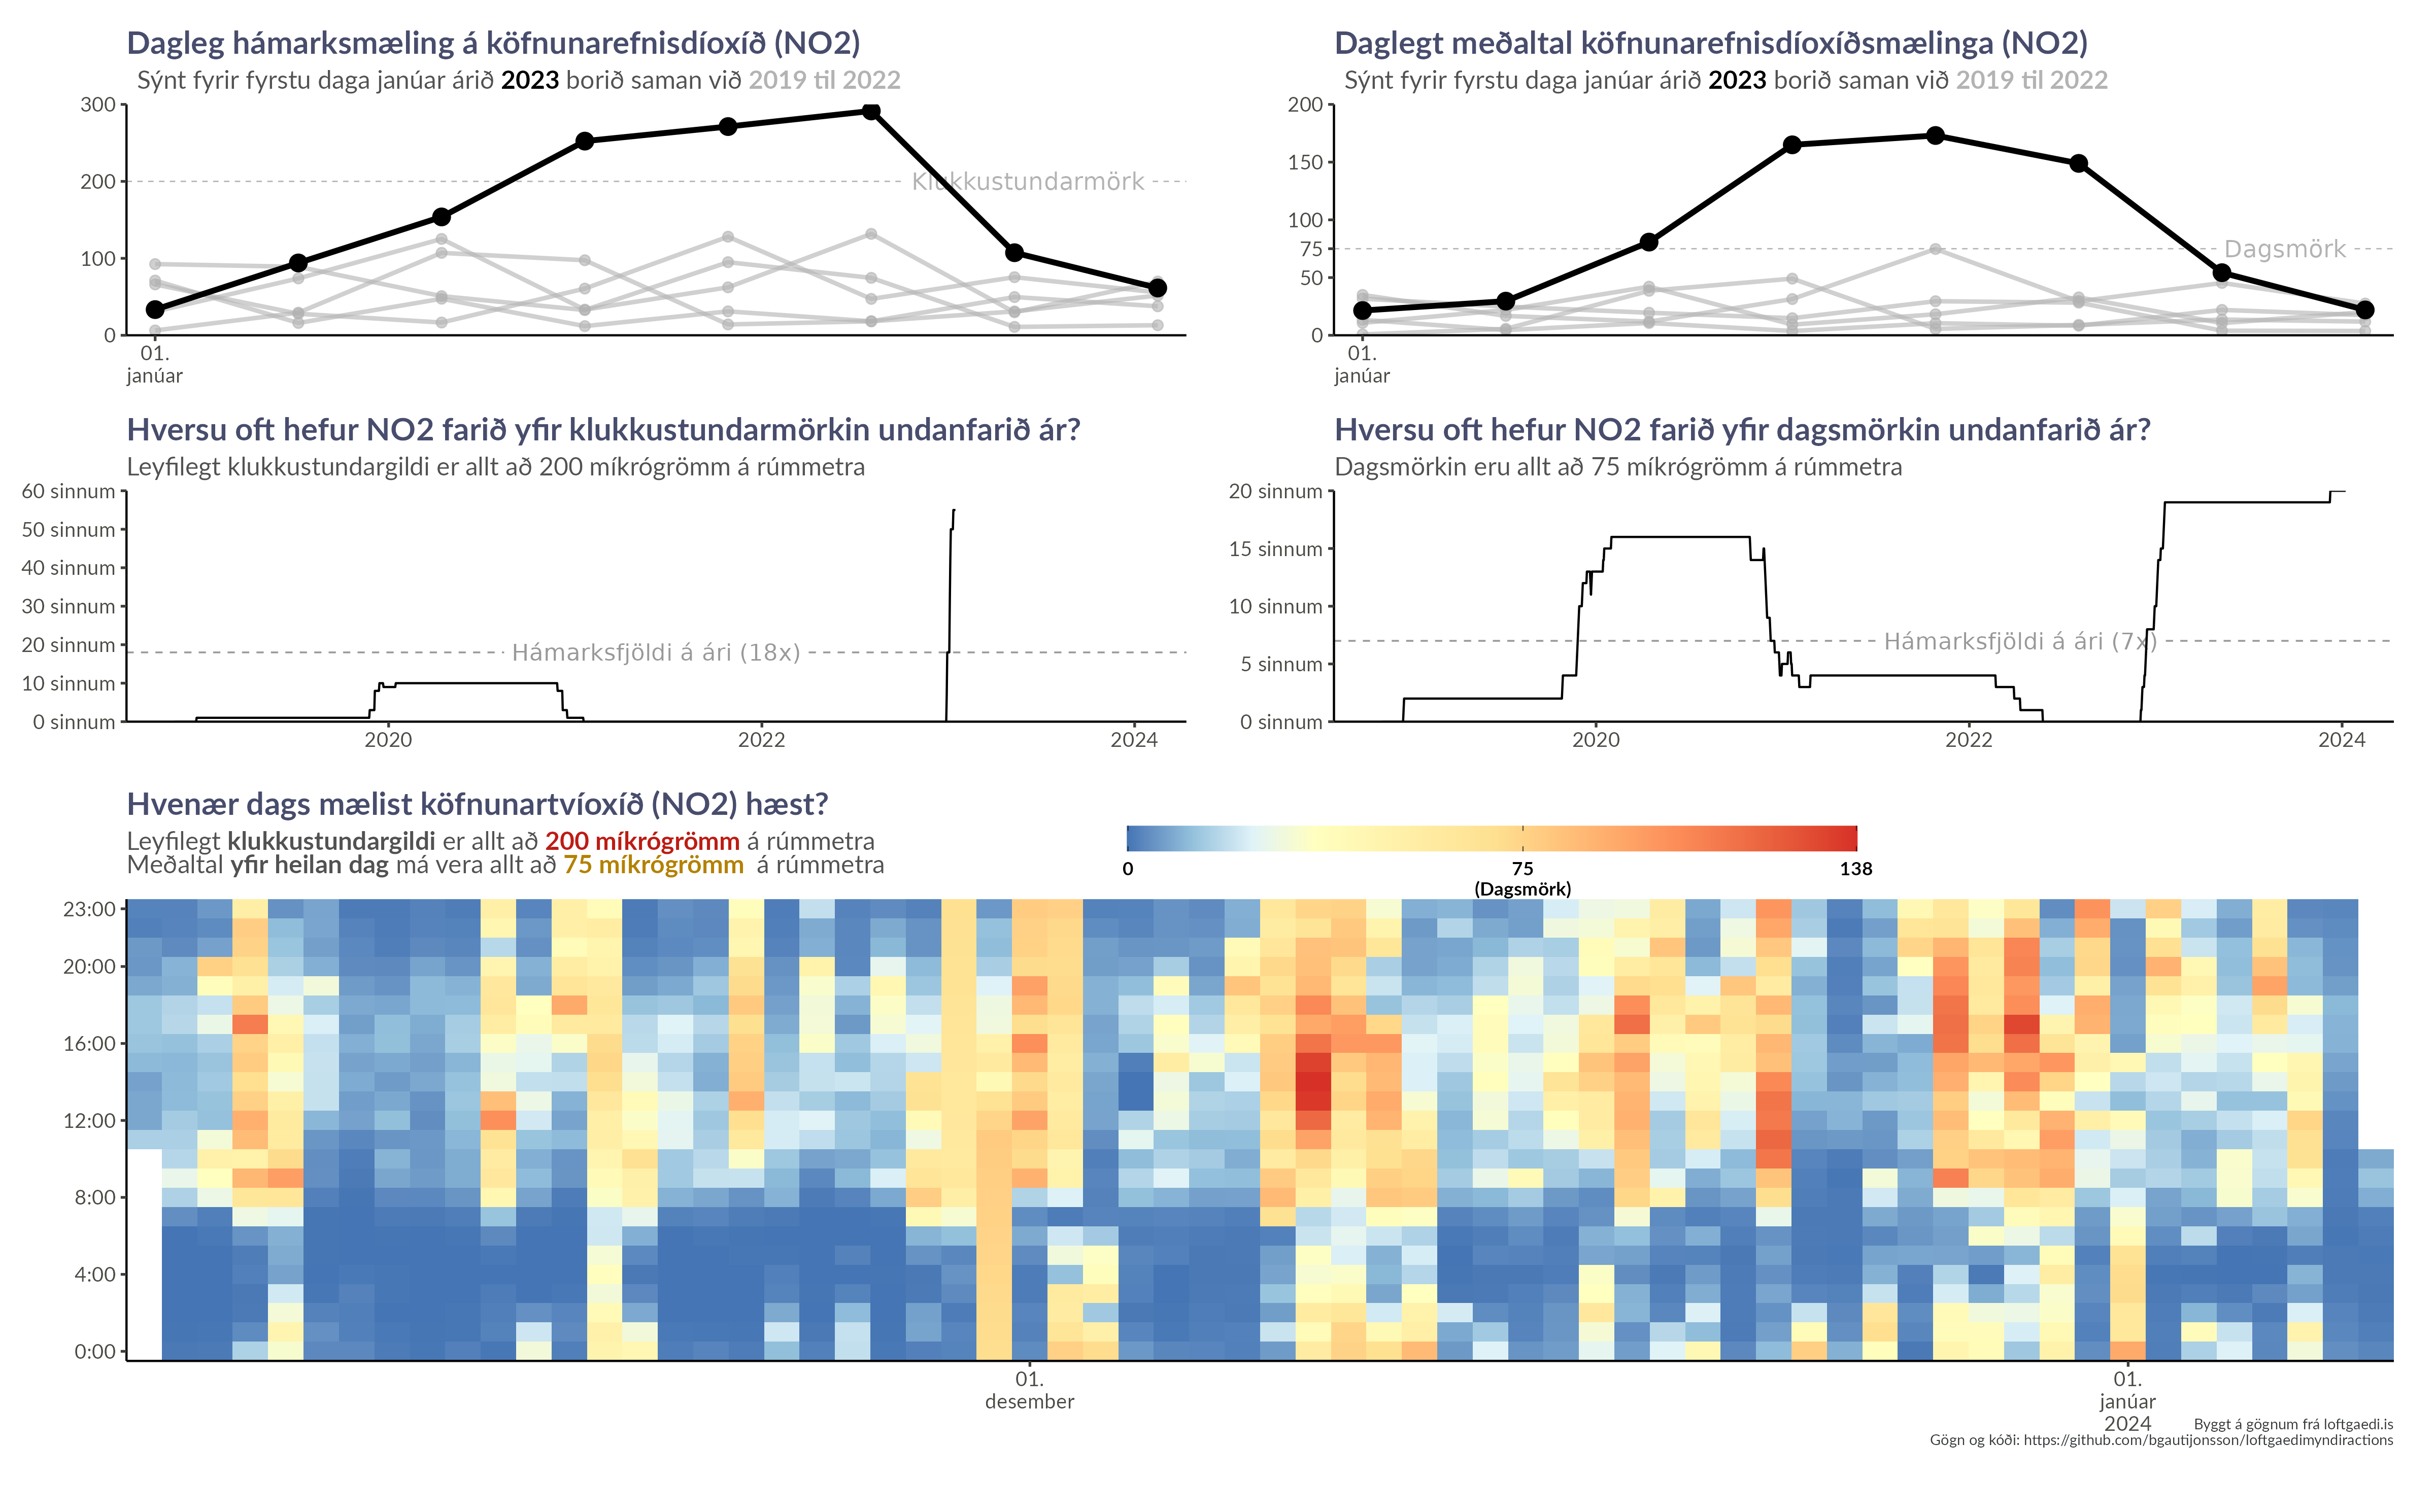 Dagleg hámarksmæling á köfnunarefnisdíoxíð (NO2)
Sýnt fyrir fyrstu daga janúar árið 2023 borið saman við 2019 til 2022
300
200
100
0
Klukkustundarmörk
01.
janúar
Daglegt meðaltal köfnunarefnisdíoxíðsmælinga (NO2)
Sýnt fyrir fyrstu daga janúar árið 2023 borið saman við 2019 til 2022
200
150
100
75
50
0
Dagsmörk
01.
janúar
Hversu oft hefur NO2 farið yfir klukkustundarmörkin undanfarið ár?
Leyfilegt klukkustundargildi er allt að 200 míkrógrömm á rúmmetra
60 sinnum
50 sinnum
40 sinnum
30 sinnum
20 sinnum
10 sinnum
0 sinnum
Hámarksfjöldi á ári (18x)
2020
2022
2024
Hversu oft hefur NO2 farið yfir dagsmörkin undanfarið ár?
Dagsmörkin eru allt að 75 míkrógrömm á rúmmetra
20 sinnum
15 sinnum
10 sinnum
5 sinnum
0 sinnum
Hámarksfjöldi á ári (7x)
2020
2022
2024
Hvenær dags mælist köfnunartvíoxíð (NO2) hæst?
Leyfilegt klukkustundargildi er allt að 200 míkrógrömm á rúmmetra
Meðaltal yfir heilan dag má vera allt að 75 míkrógrömm á rúmmetra
0
75
(Dagsmörk)
138
23:00
20:00
16:00
12:00
8:00
4:00
0:00
01.
desember
01.
janúar
2024
Byggt á gögnum frá loftgaedi.is
Gögn og kóði: https://github.com/bgautijonsson/loftgaedimyndiractions